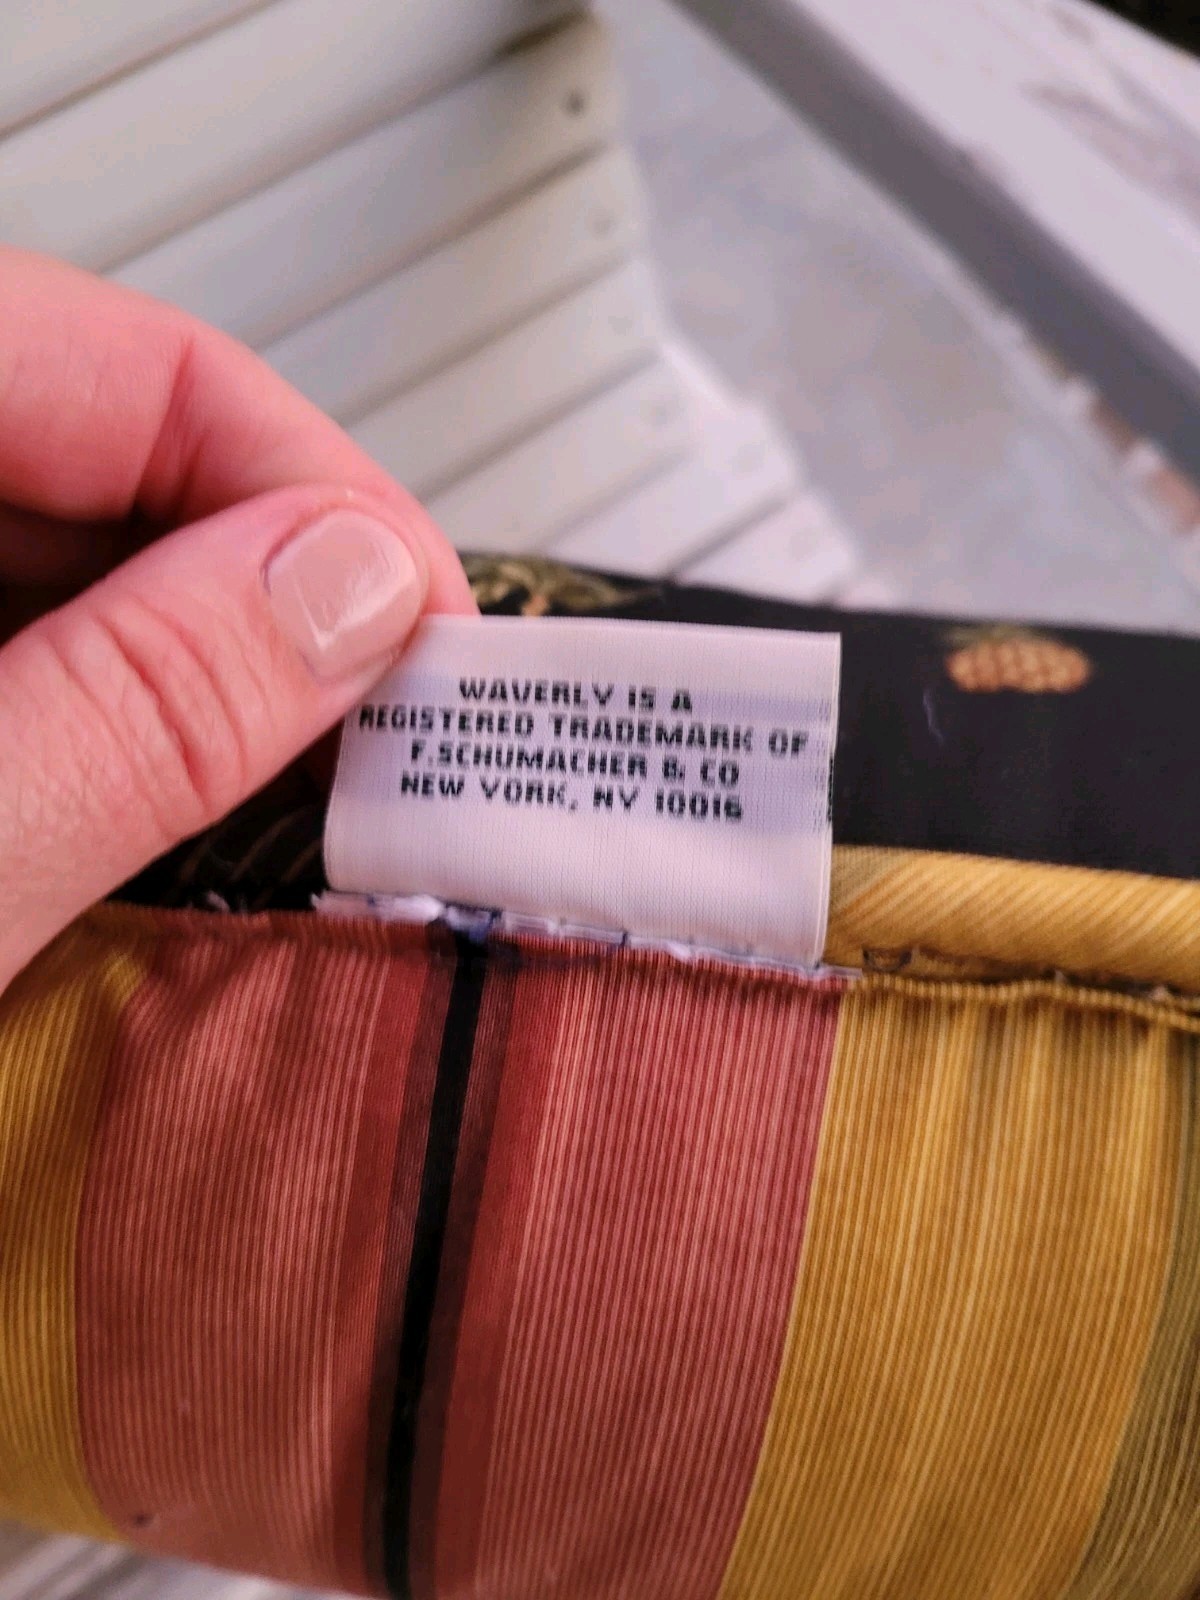 WAVERLY IS A
REGISTERED TRADEMARK OF
F.SCHUMACHER & CO
NEW YORK, NY 10016